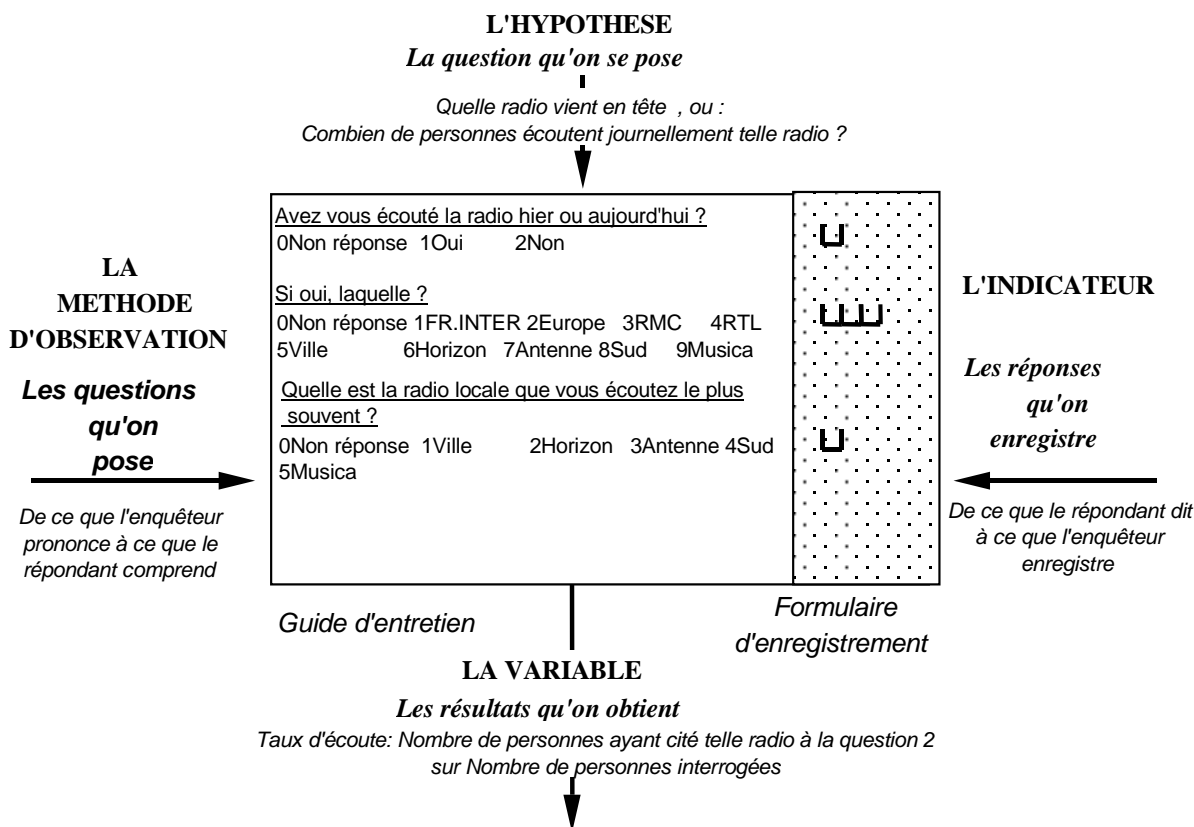 L'HYPOTHESE
La question qu'on se pose
Quelle radio vient en tête , ou :
Combien de personnes écoutent journellement telle radio ?
Avez vous écouté la radio hier ou aujourd'hui ?
0Non réponse 1Oui 2Non
Si oui, laquelle ?
0Non réponse 1FR.INTER 2Europe 3RMC 4RTL
5Ville 6Horizon 7Antenne 8Sud 9Musica
Quelle est la radio locale que vous écoutez le plus
souvent ?
0Non réponse 1Ville 2Horizon 3Antenne 4Sud
5Musica
LA
METHODE
D'OBSERVATION
Les questions
qu'on
pose
De ce que l'enquêteur
prononce à ce que le
répondant comprend
L'INDICATEUR
Les réponses
qu'on
enregistre
De ce que le répondant dit
à ce que l'enquêteur
enregistre
Guide d'entretien
Formulaire
d'enregistrement
LA VARIABLE
Les résultats qu'on obtient
Taux d'écoute: Nombre de personnes ayant cité telle radio à la question 2
sur Nombre de personnes interrogées